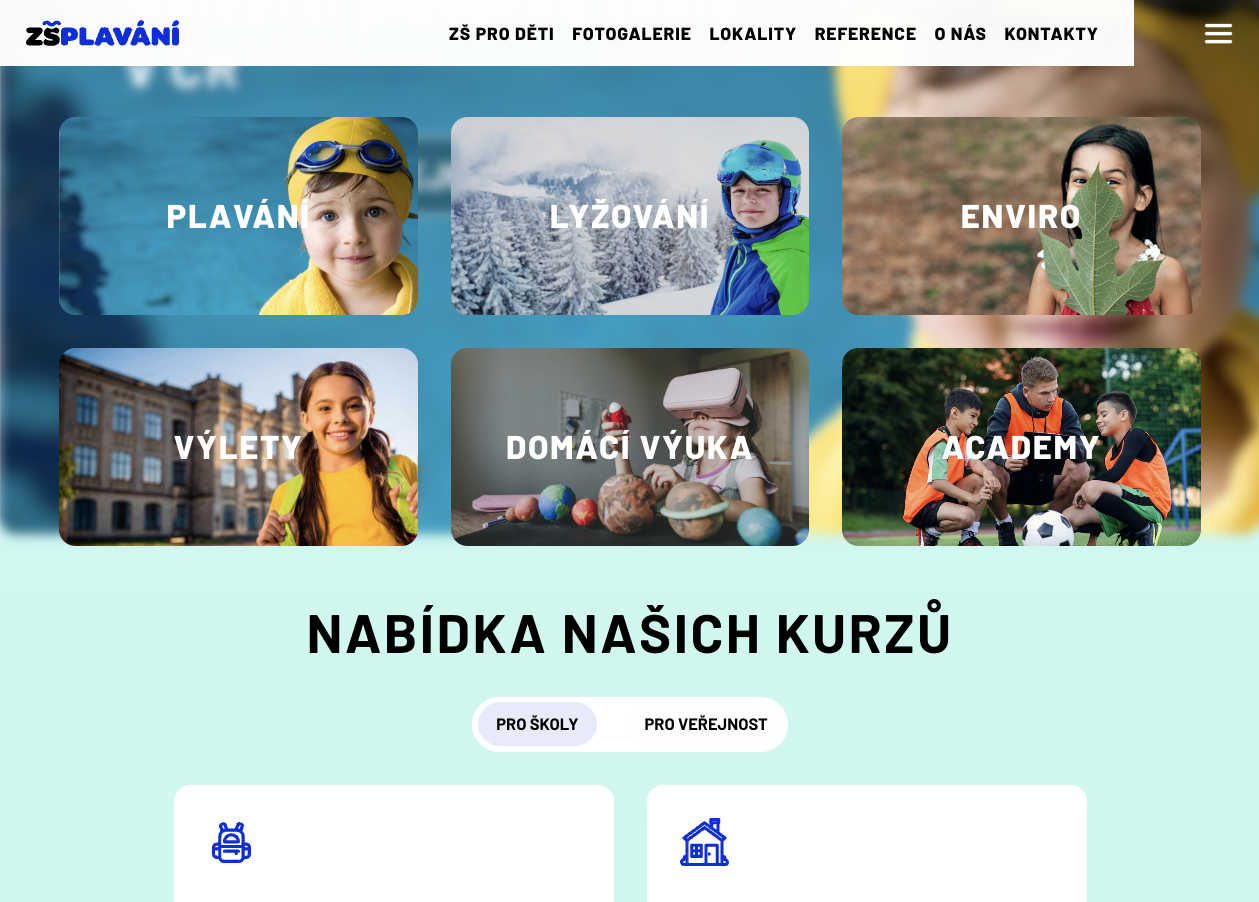 ZŠPLAVÁNÍ
ZŠ PRO DĚTI FOTOGALERIE LOKALITY REFERENCE O NÁS KONTAKTY
V ČR
PLAVÁNÍ
LYŽOVÁNÍ
ENVIRO
VÝLETY
DOMÁCÍ VÝUKA
ACADEMY
NABÍDKA NAŠICH KURZŮ
PRO ŠKOLY
PRO VEŘEJNOST